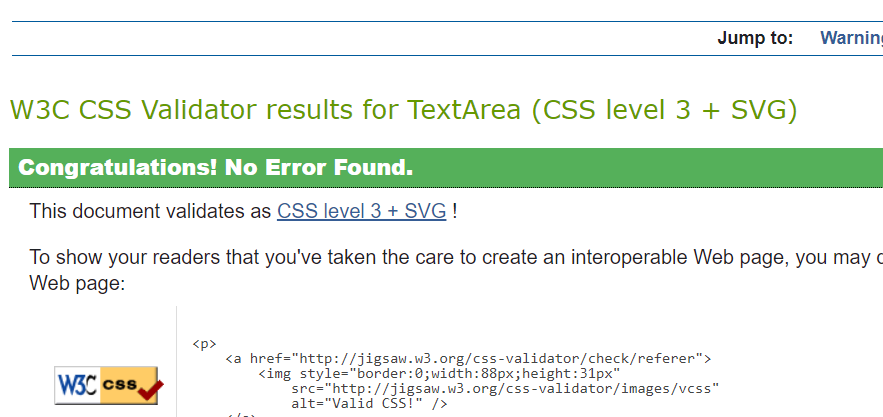 Jump to: Warning
W3C CSS Validator results for TextArea (CSS level 3 + SVG)
Congratulations! No Error Found.
This document validates as CSS level 3 + SVG !
To show your readers that you've taken the care to create an interoperable Web page, you may
Web page:
<p>
<a href="http://jigsaw.w3.org/css-validator/check/referer">
<img style="border:0;width:88px;height:31px"
src="http://jigsaw.w3.org/css-validator/images/vcss"
alt="Valid CSS!" />
W3C css